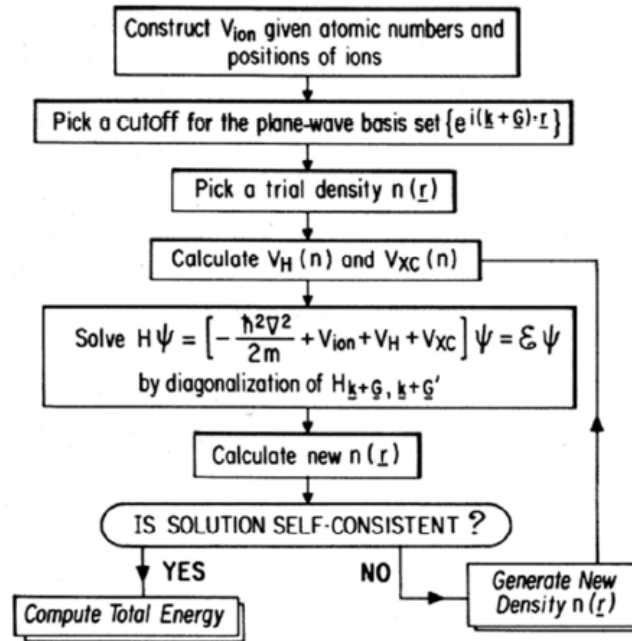 Construct V_ion given atomic numbers and
positions of ions
Pick a cutoff for the plane-wave basis set {e^{i(k+G)·r}}
Pick a trial density n(r)
Calculate V_H(n) and V_XC(n)
Solve Hψ = [-ħ²∇²/2m + V_ion + V_H + V_XC] ψ = ℰψ
by diagonalization of H_{k+G, k+G'}
Calculate new n(r)
IS SOLUTION SELF-CONSISTENT ?
YES
NO
Compute Total Energy
Generate New
Density n(r)